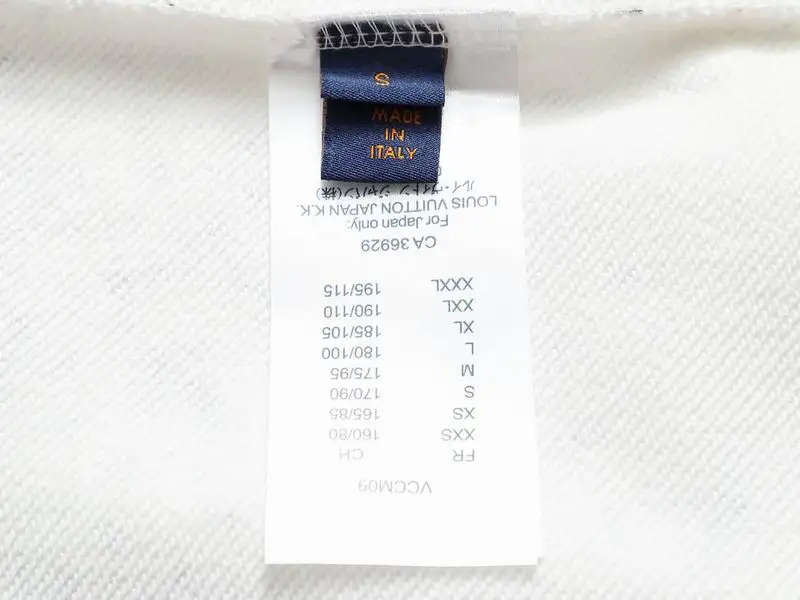 S
MADE
IN
ITALY
VCCM09
FR CH
XXS 160/80
XS 165/85
S 170/90
M 175/95
L 180/100
XL 185/105
XXL 190/110
XXXL 195/115
CA 36929
For Japan only:
LOUIS VUITTON JAPAN K.K.
ルイ・ヴィトン ジャパン(株)